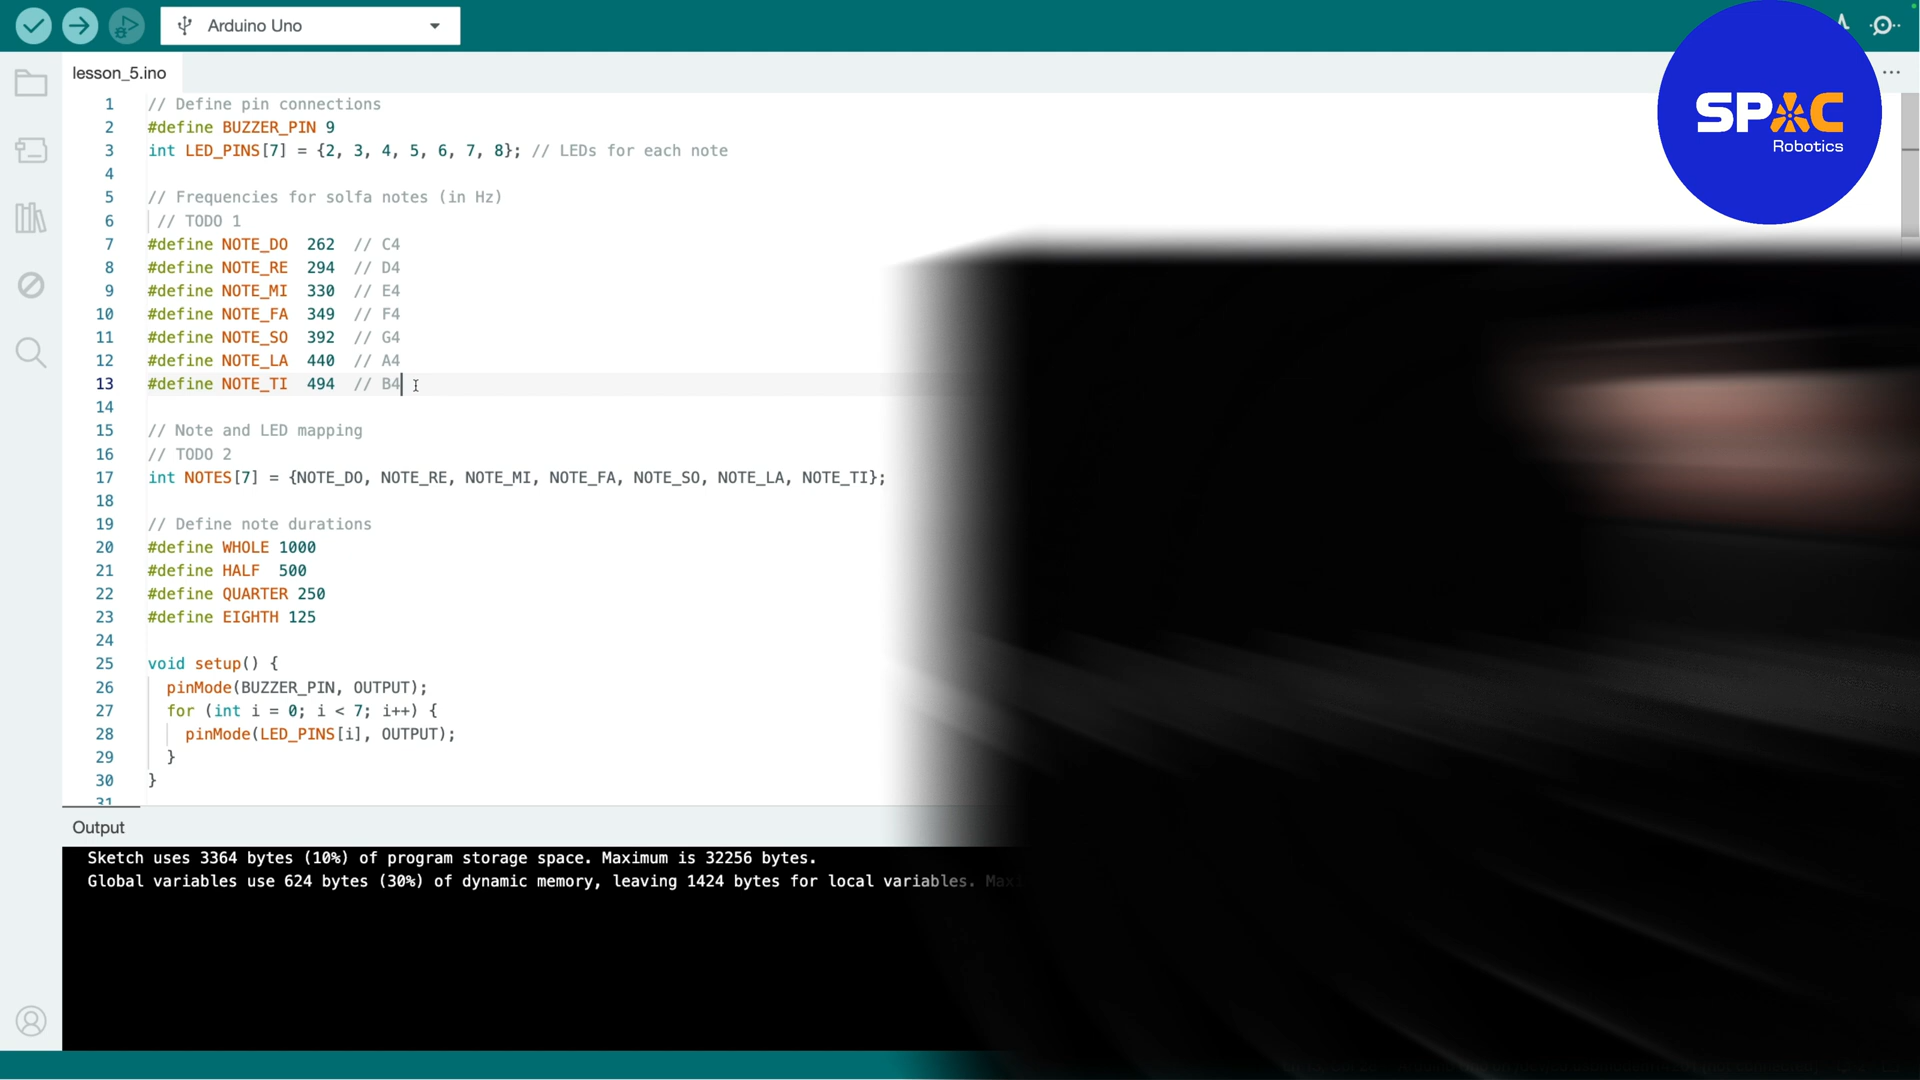 Arduino Uno
lesson_5.ino
SPAC
Robotics
1 // Define pin connections
2 #define BUZZER_PIN 9
3 int LED_PINS[7] = {2, 3, 4, 5, 6, 7, 8}; // LEDs for each note
4
5 // Frequencies for solfa notes (in Hz)
6 // TODO 1
7 #define NOTE_DO 262 // C4
8 #define NOTE_RE 294 // D4
9 #define NOTE_MI 330 // E4
10 #define NOTE_FA 349 // F4
11 #define NOTE_SO 392 // G4
12 #define NOTE_LA 440 // A4
13 #define NOTE_TI 494 // B4
14
15 // Note and LED mapping
16 // TODO 2
17 int NOTES[7] = {NOTE_DO, NOTE_RE, NOTE_MI, NOTE_FA, NOTE_SO, NOTE_LA, NOTE_TI};
18
19 // Define note durations
20 #define WHOLE 1000
21 #define HALF 500
22 #define QUARTER 250
23 #define EIGHTH 125
24
25 void setup() {
26 pinMode(BUZZER_PIN, OUTPUT);
27 for (int i = 0; i < 7; i++) {
28 pinMode(LED_PINS[i], OUTPUT);
29 }
30 }
31
Output
Sketch uses 3364 bytes (10%) of program storage space. Maximum is 32256 bytes.
Global variables use 624 bytes (30%) of dynamic memory, leaving 1424 bytes for local variables.